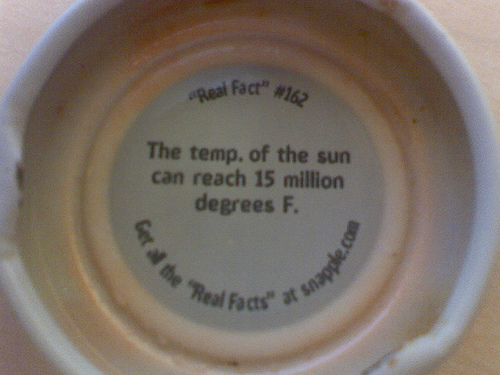 "Real Fact" #162
The temp. of the sun
can reach 15 million
degrees F.
Get all the "Real Facts" at snapple.com